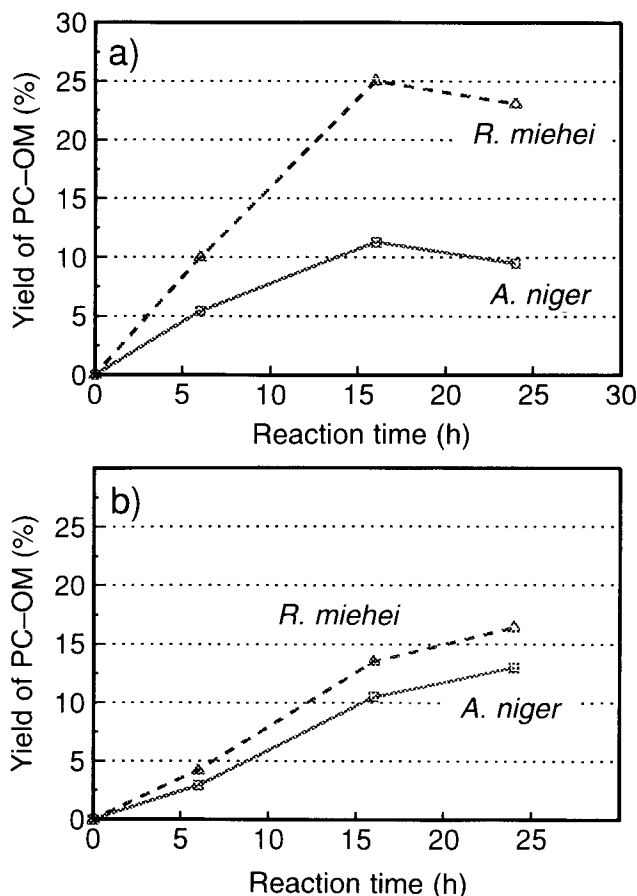 a)
Yield of PC–OM (%)
30
25
20
15
10
5
0
R. miehei
A. niger
0 5 10 15 20 25 30
Reaction time (h)
b)
Yield of PC–OM (%)
25
20
15
10
5
0
R. miehei
A. niger
0 5 10 15 20 25
Reaction time (h)